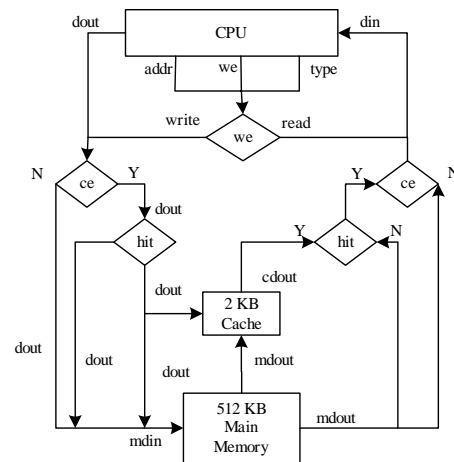 dout
CPU
din
addr
we
type
write
we
read
N
ce
Y
Y
ce
N
dout
hit
Y
hit
N
cdout
dout
2 KB
Cache
dout
dout
dout
mdout
512 KB
Main
Memory
mdin
mdout